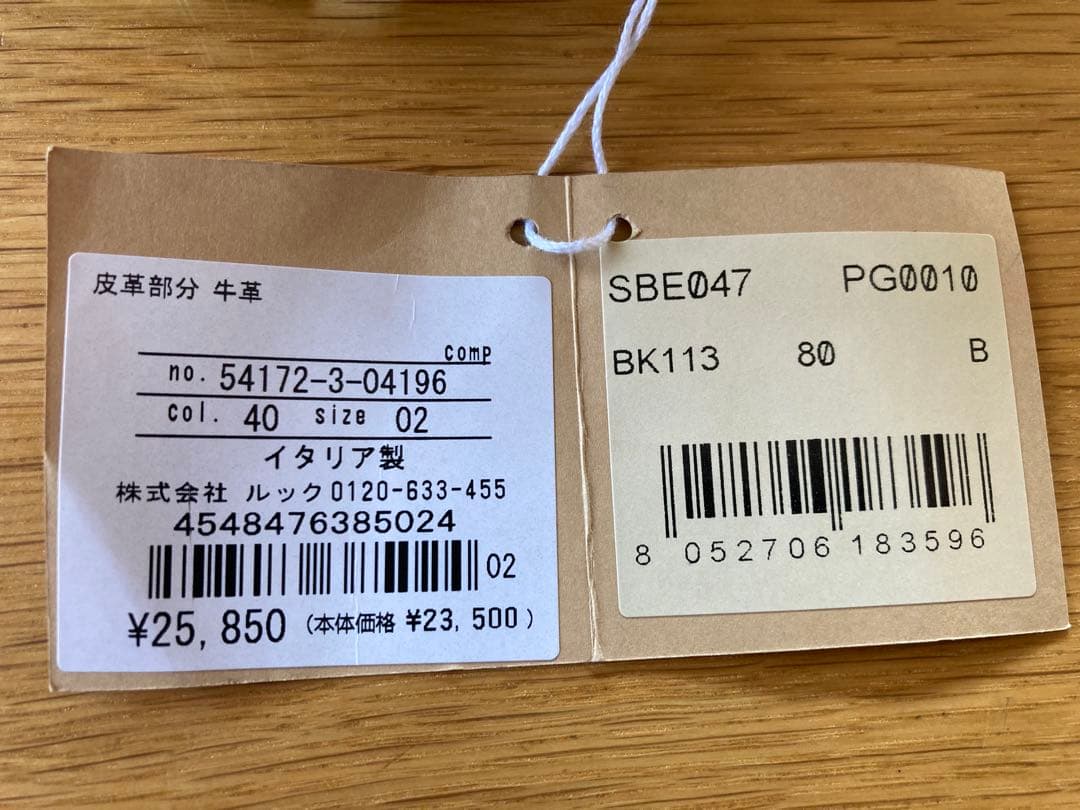 皮革部分 牛革
comp
no. 54172-3-04196
col. 40 size 02
イタリア製
株式会社 ルック 0120-633-455
4548476385024
02
¥25,850 (本体価格 ¥23,500)
SBE047 PG0010
BK113 80 B
8 052706 183596